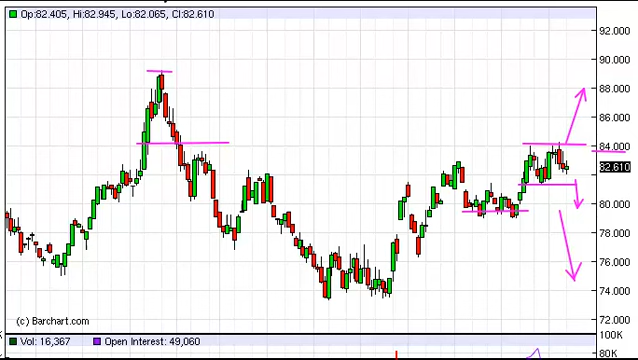 Op:82.405, Hi:82.945, Lo:82.065, Cl:82.610
92.000
90.000
88.000
86.000
84.000
82.610
80.000
78.000
76.000
74.000
72.000
(c) Barchart.com
100K
Vol: 16,367 Open Interest: 49,060
80K